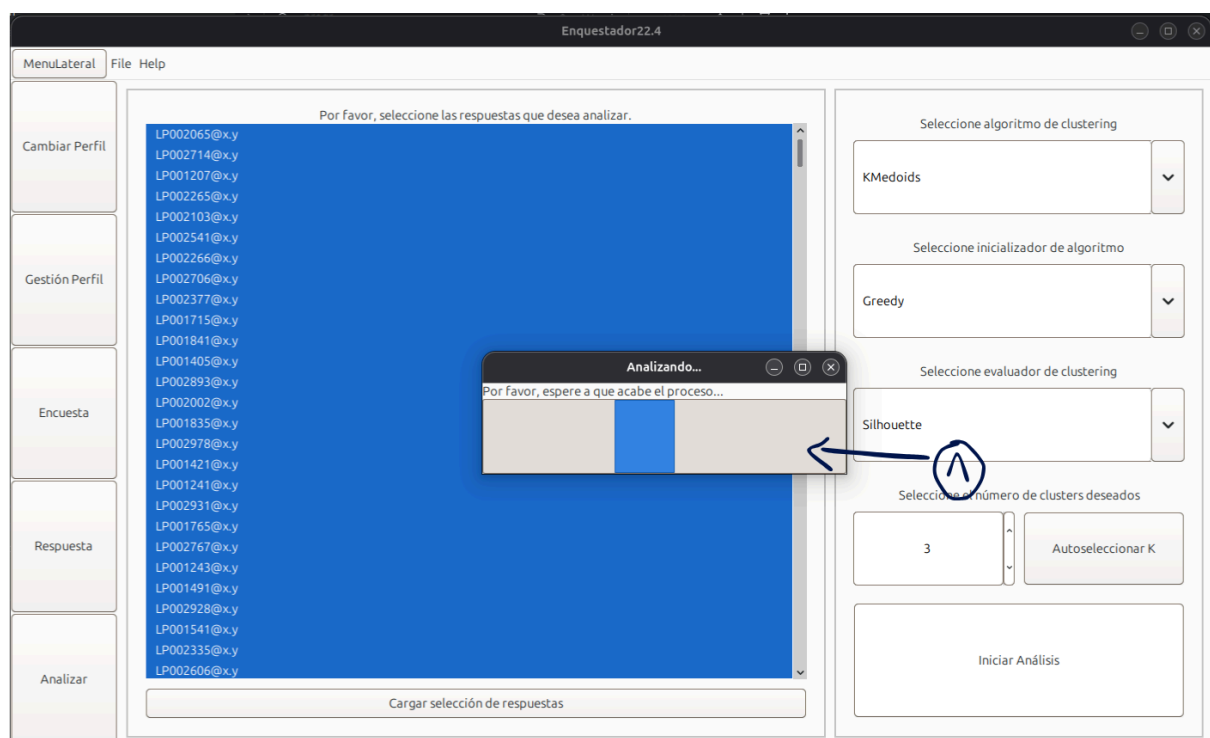 Enquestador22.4
MenuLateral File Help
Cambiar Perfil
Gestión Perfil
Encuesta
Respuesta
Analizar
Por favor, seleccione las respuestas que desea analizar.
LP002065@x.y
LP002714@x.y
LP001207@x.y
LP002265@x.y
LP002103@x.y
LP002541@x.y
LP002266@x.y
LP002706@x.y
LP002377@x.y
LP001715@x.y
LP001841@x.y
LP001405@x.y
LP002893@x.y
LP002002@x.y
LP001835@x.y
LP002978@x.y
LP001421@x.y
LP001241@x.y
LP002931@x.y
LP001765@x.y
LP002767@x.y
LP001243@x.y
LP001491@x.y
LP002928@x.y
LP001541@x.y
LP002335@x.y
LP002606@x.y
Cargar selección de respuestas
Analizando...
Por favor, espere a que acabe el proceso...
Seleccione algoritmo de clustering
KMedoids
Seleccione inicializador de algoritmo
Greedy
Seleccione evaluador de clustering
Silhouette
1
Seleccione el número de clusters deseados
3
Autoseleccionar K
Iniciar Análisis